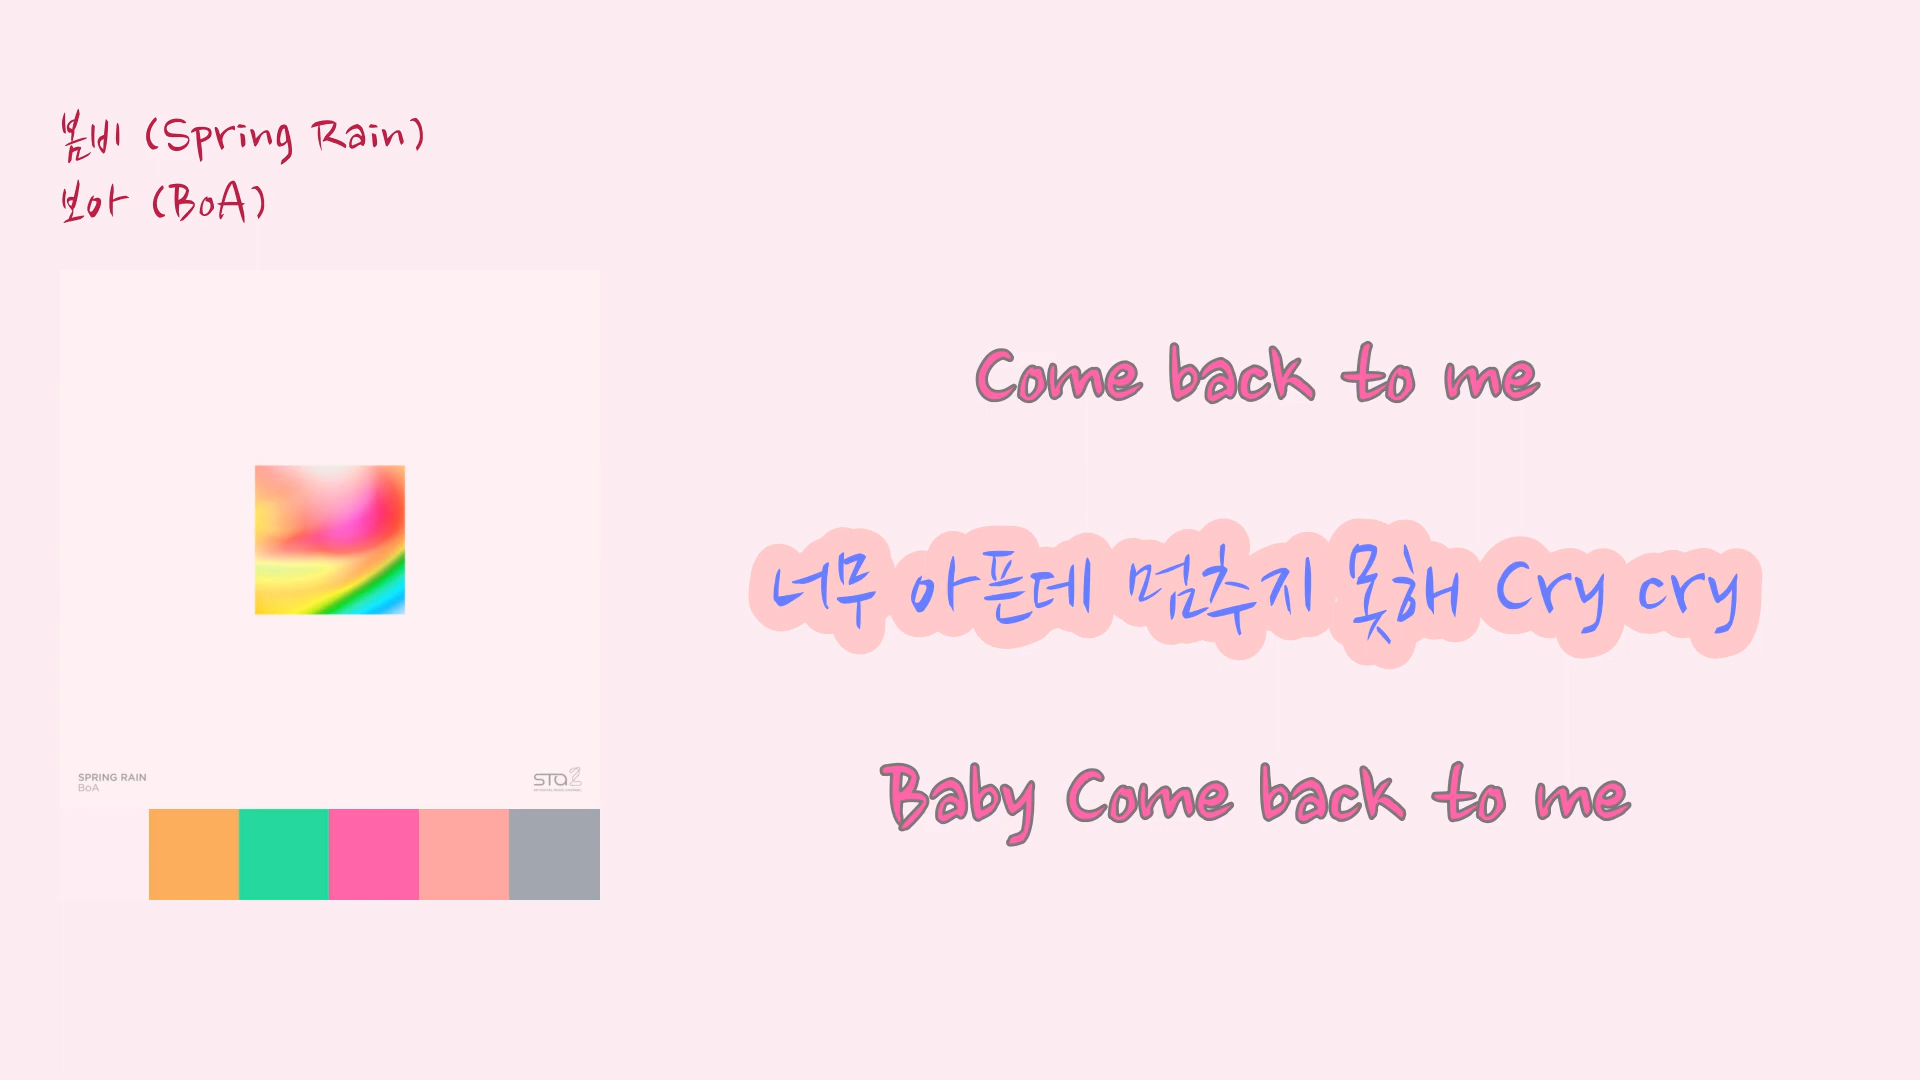 봄비 (Spring Rain)
보아 (BoA)
Come back to me
너무 아픈데 멈추지 못해 Cry cry
Baby Come back to me
SPRING RAIN
BoA
STa2